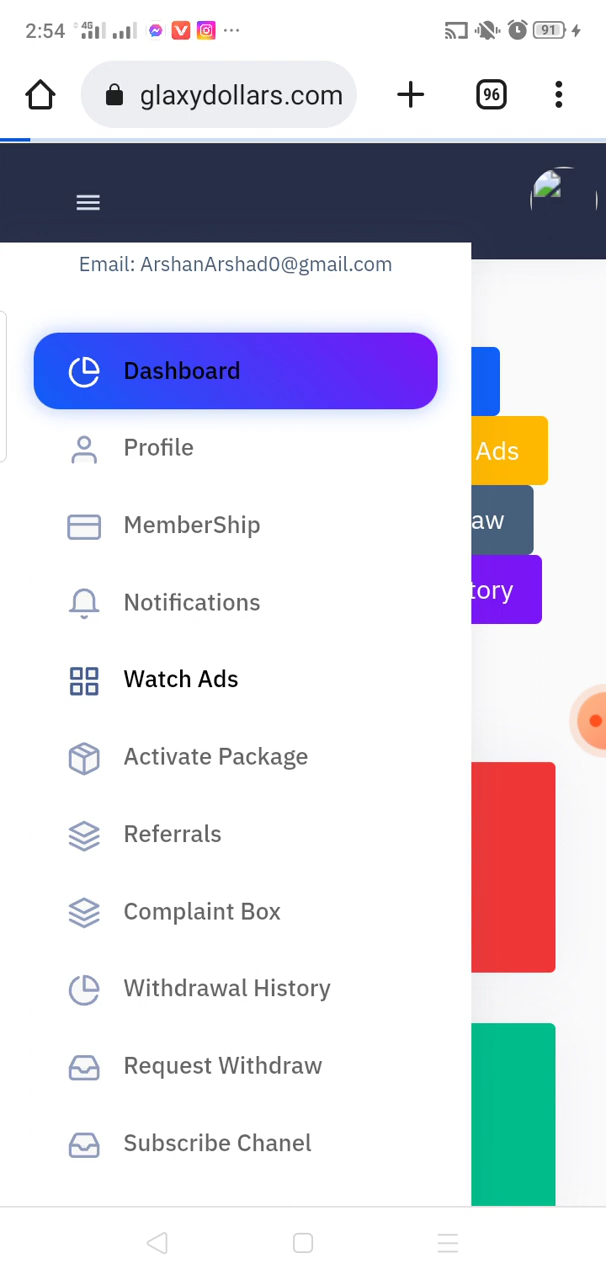 2:54 4G ... 91
glaxydollars.com 96
Email: ArshanArshad0@gmail.com
Dashboard
Profile
Ads
MemberShip
aw
Notifications
tory
Watch Ads
Activate Package
Referrals
Complaint Box
Withdrawal History
Request Withdraw
Subscribe Chanel